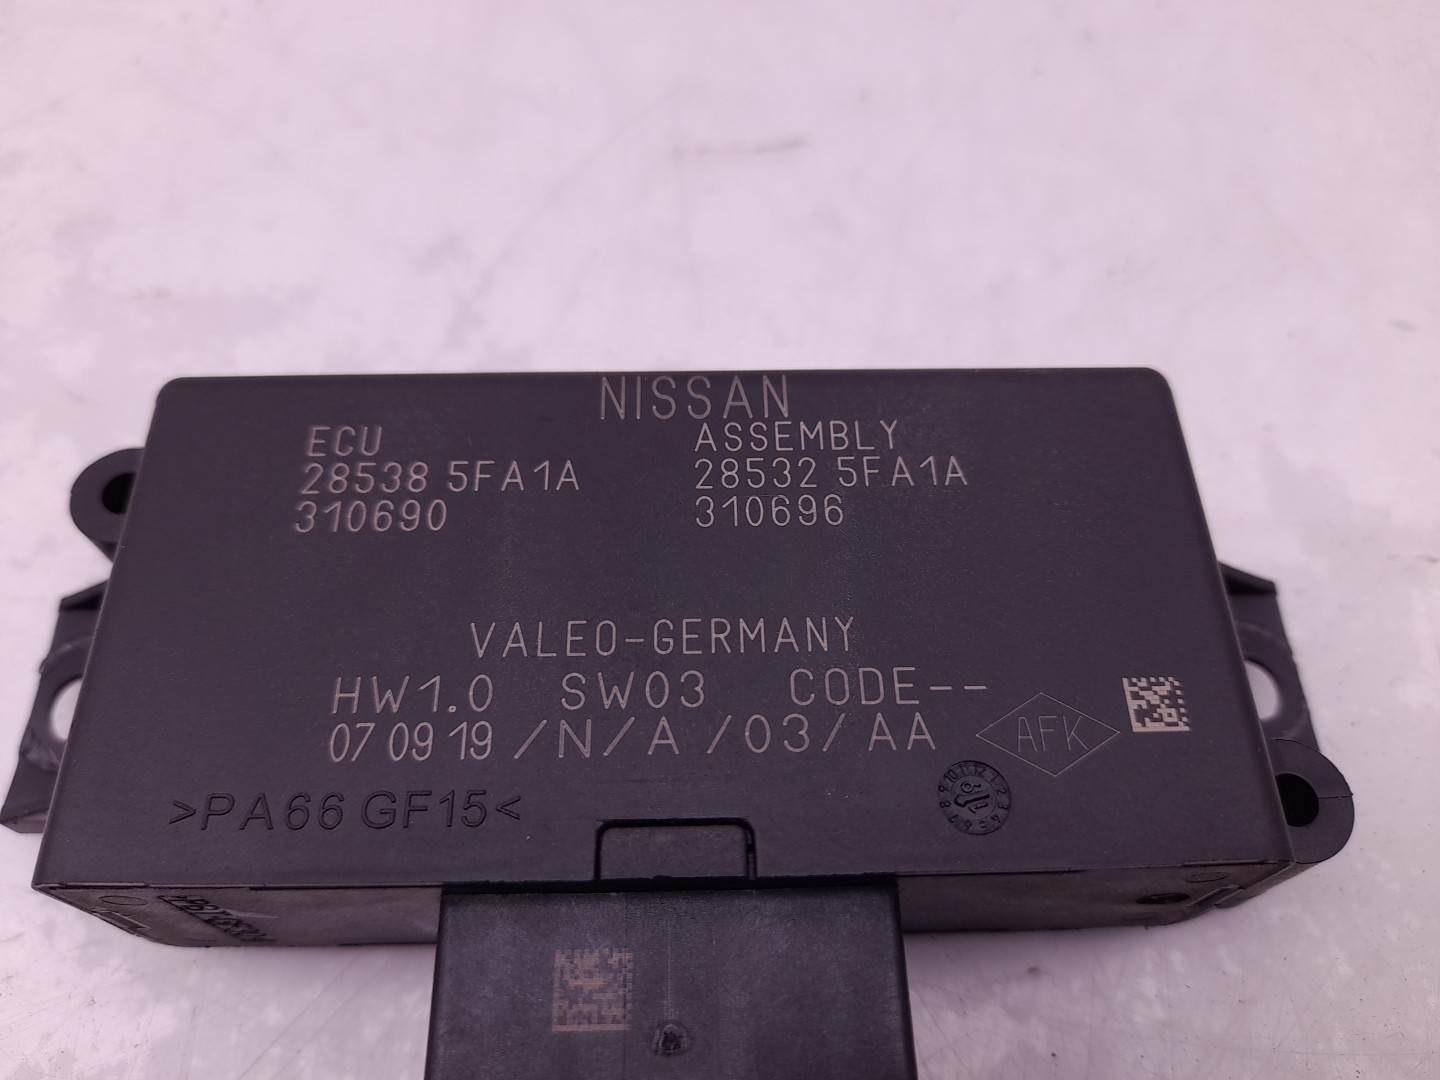 NISSAN
ECU
28538 5FA1A
310690
ASSEMBLY
28532 5FA1A
310696
VALEO-GERMANY
HW1.0 SW03 CODE--
07 09 19 /N/A /03/ AA
AFK
>PA66 GF15<